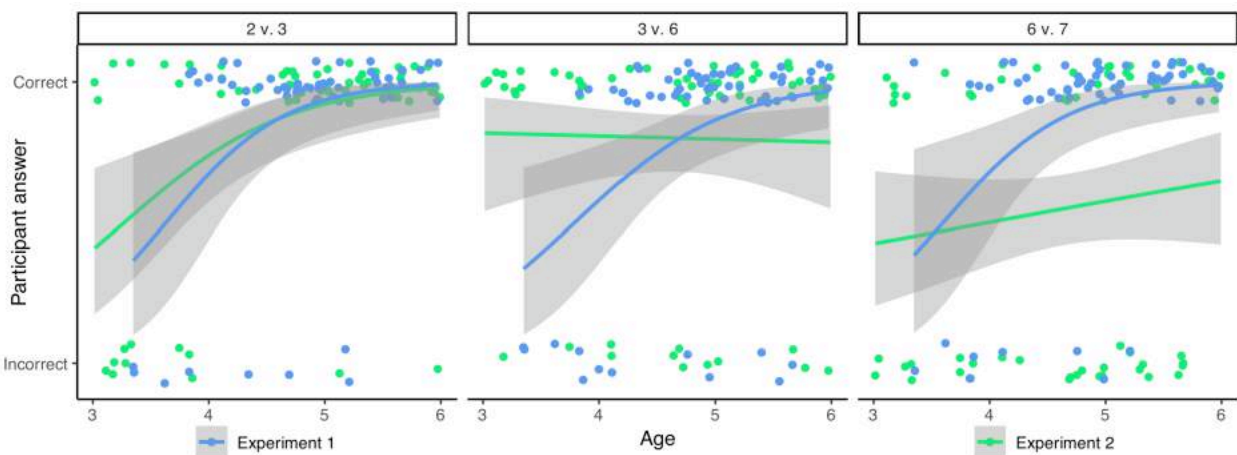 2 v. 3
3 v. 6
6 v. 7
Participant answer
Correct
Incorrect
3 4 5 6
3 4 5 6
3 4 5 6
Age
Experiment 1
Experiment 2